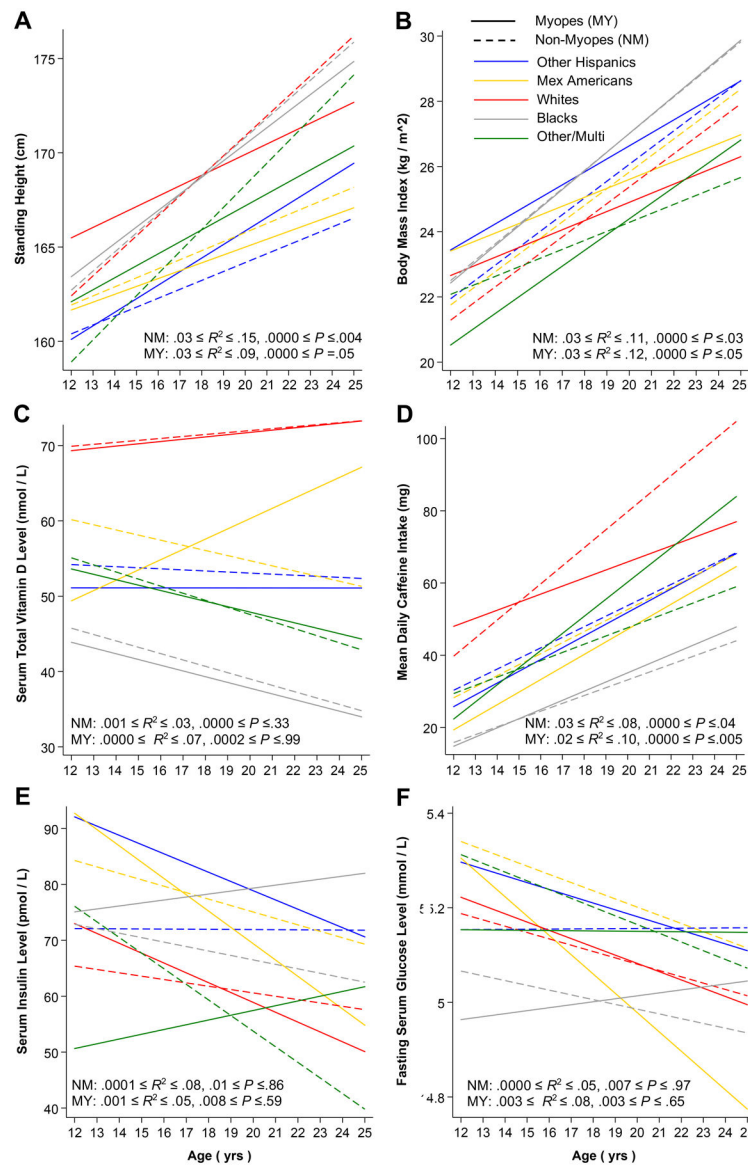 A
Standing Height (cm)
175
170
165
160
NM: .03 ≤ R² ≤ .15, .0000 ≤ P ≤.004
MY: .03 ≤ R² ≤ .09, .0000 ≤ P =.05
12 13 14 15 16 17 18 19 20 21 22 23 24 25
B
Body Mass Index (kg / m^2)
30
28
26
24
22
20
Myopes (MY)
Non-Myopes (NM)
Other Hispanics
Mex Americans
Whites
Blacks
Other/Multi
NM: .03 ≤ R² ≤ .11, .0000 ≤ P ≤.03
MY: .03 ≤ R² ≤ .12, .0000 ≤ P ≤.05
12 13 14 15 16 17 18 19 20 21 22 23 24 25
C
Serum Total Vitamin D Level (nmol / L)
70
60
50
40
30
NM: .001 ≤ R² ≤ .03, .0000 ≤ P ≤.33
MY: .0000 ≤ R² ≤ .07, .0002 ≤ P ≤.99
12 13 14 15 16 17 18 19 20 21 22 23 24 25
D
Mean Daily Caffeine Intake (mg)
100
80
60
40
20
NM: .03 ≤ R² ≤ .08, .0000 ≤ P ≤.04
MY: .02 ≤ R² ≤ .10, .0000 ≤ P ≤.005
12 13 14 15 16 17 18 19 20 21 22 23 24 25
E
Serum Insulin Level (pmol / L)
90
80
70
60
50
40
NM: .0001 ≤ R² ≤ .08, .01 ≤ P ≤.86
MY: .001 ≤ R² ≤ .05, .008 ≤ P ≤.59
12 13 14 15 16 17 18 19 20 21 22 23 24 25
Age ( yrs )
F
Fasting Serum Glucose Level (mmol / L)
5.4
5.2
5
4.8
NM: .0000 ≤ R² ≤ .05, .007 ≤ P ≤ .97
MY: .003 ≤ R² ≤ .08, .003 ≤ P ≤ .65
12 13 14 15 16 17 18 19 20 21 22 23 24 25
Age ( yrs )